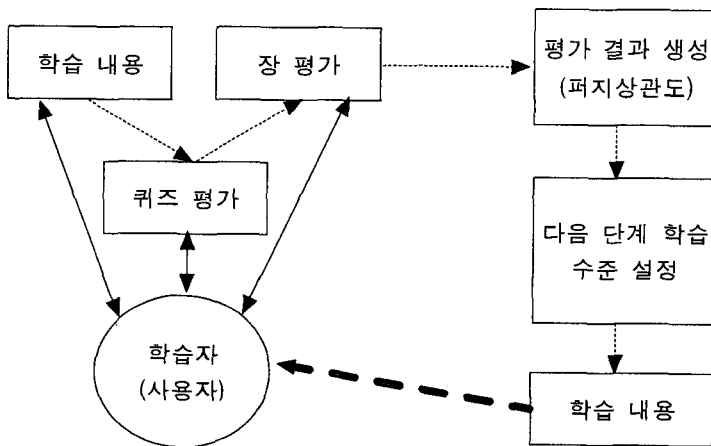 학습 내용
장 평가
평가 결과 생성
(퍼지상관도)
퀴즈 평가
다음 단계 학습
수준 설정
학습자
(사용자)
학습 내용